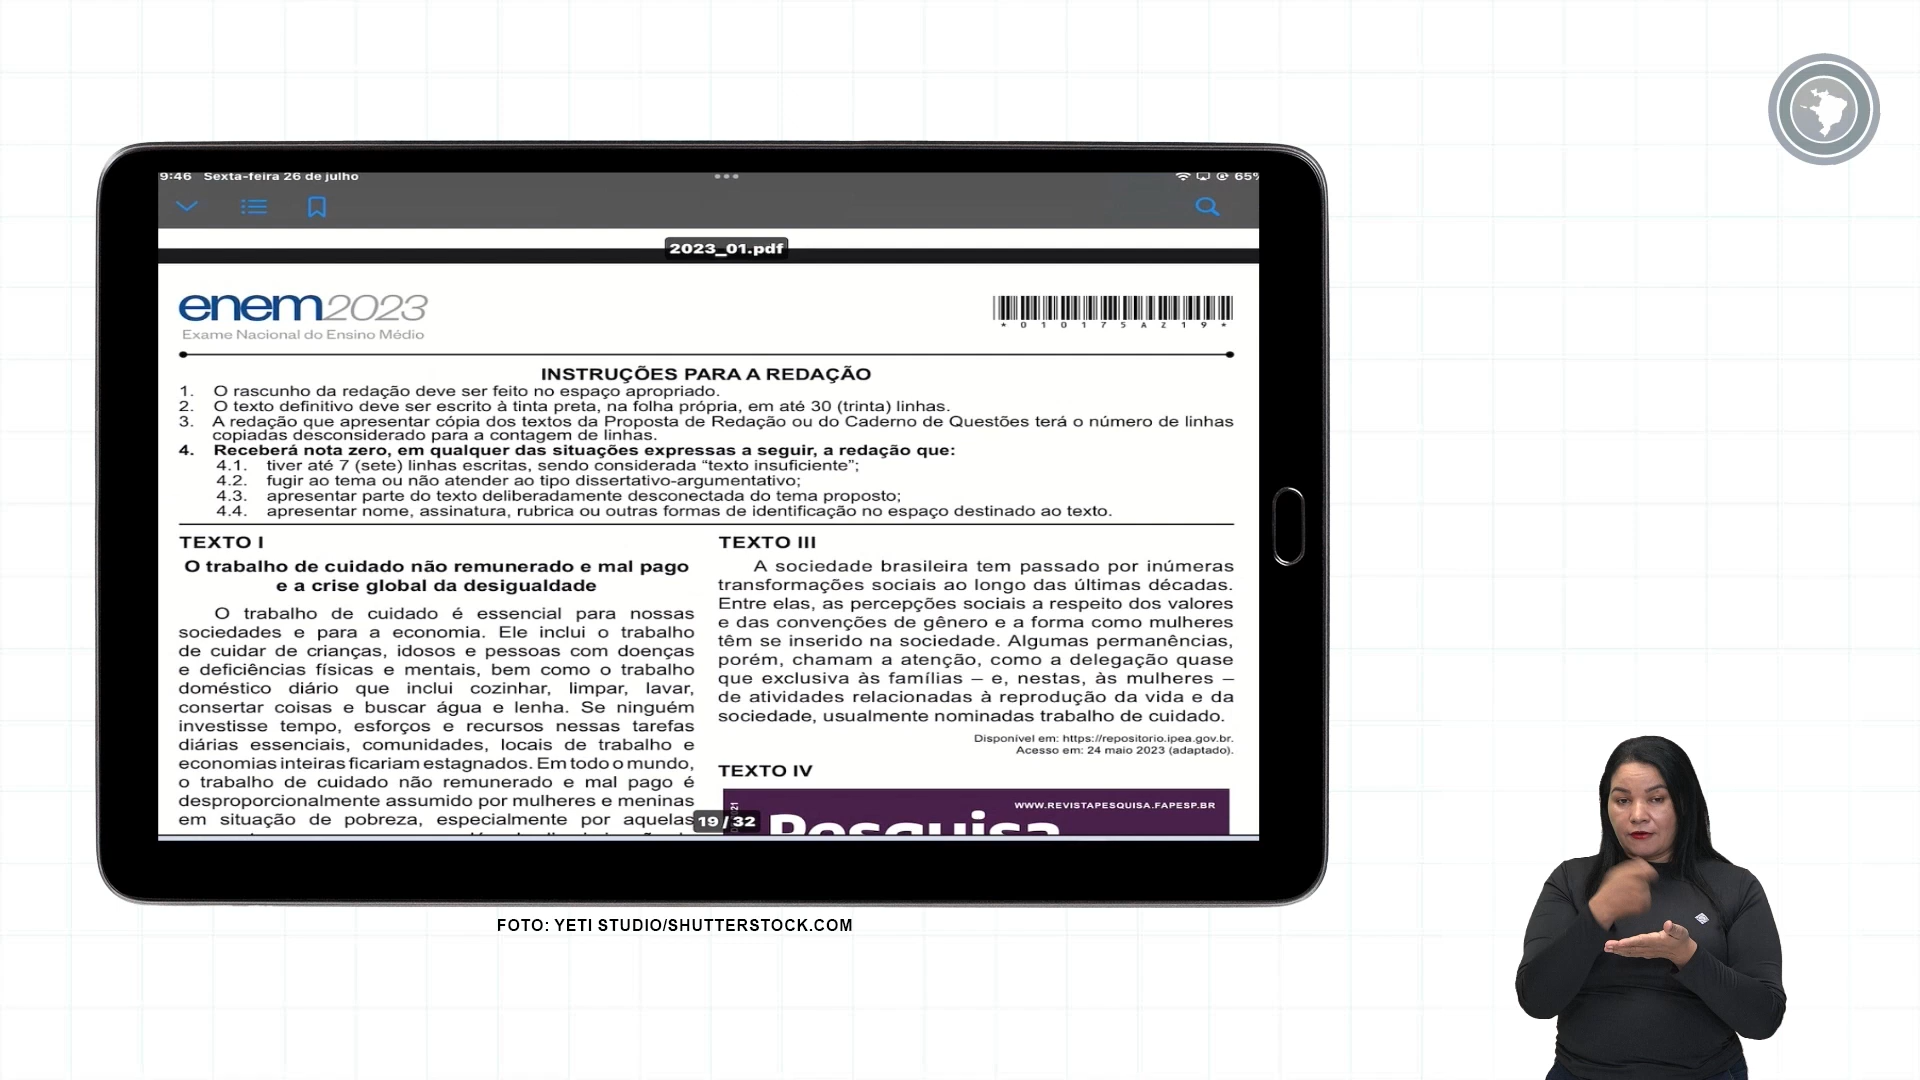 9:46 Sexta-feira 26 de julho
65%
2023_01.pdf
enem2023
Exame Nacional do Ensino Médio
*010175AZ19*
INSTRUÇÕES PARA A REDAÇÃO
1. O rascunho da redação deve ser feito no espaço apropriado.
2. O texto definitivo deve ser escrito à tinta preta, na folha própria, em até 30 (trinta) linhas.
3. A redação que apresentar cópia dos textos da Proposta de Redação ou do Caderno de Questões terá o número de linhas
copiadas desconsiderado para a contagem de linhas.
4. Receberá nota zero, em qualquer das situações expressas a seguir, a redação que:
4.1. tiver até 7 (sete) linhas escritas, sendo considerada “texto insuficiente”;
4.2. fugir ao tema ou não atender ao tipo dissertativo-argumentativo;
4.3. apresentar parte do texto deliberadamente desconectada do tema proposto;
4.4. apresentar nome, assinatura, rubrica ou outras formas de identificação no espaço destinado ao texto.
TEXTO I
O trabalho de cuidado não remunerado e mal pago
e a crise global da desigualdade
O trabalho de cuidado é essencial para nossas
sociedades e para a economia. Ele inclui o trabalho
de cuidar de crianças, idosos e pessoas com doenças
e deficiências físicas e mentais, bem como o trabalho
doméstico diário que inclui cozinhar, limpar, lavar,
consertar coisas e buscar água e lenha. Se ninguém
investisse tempo, esforços e recursos nessas tarefas
diárias essenciais, comunidades, locais de trabalho e
economias inteiras ficariam estagnados. Em todo o mundo,
o trabalho de cuidado não remunerado e mal pago é
desproporcionalmente assumido por mulheres e meninas
em situação de pobreza, especialmente por aquelas
TEXTO III
A sociedade brasileira tem passado por inúmeras
transformações sociais ao longo das últimas décadas.
Entre elas, as percepções sociais a respeito dos valores
e das convenções de gênero e a forma como mulheres
têm se inserido na sociedade. Algumas permanências,
porém, chamam a atenção, como a delegação quase
que exclusiva às famílias – e, nestas, às mulheres –
de atividades relacionadas à reprodução da vida e da
sociedade, usualmente nominadas trabalho de cuidado.
Disponível em: https://repositorio.ipea.gov.br.
Acesso em: 24 maio 2023 (adaptado).
TEXTO IV
WWW.REVISTAPESQUISA.FAPESP.BR
Pesquisa
19 / 32
FOTO: YETI STUDIO/SHUTTERSTOCK.COM